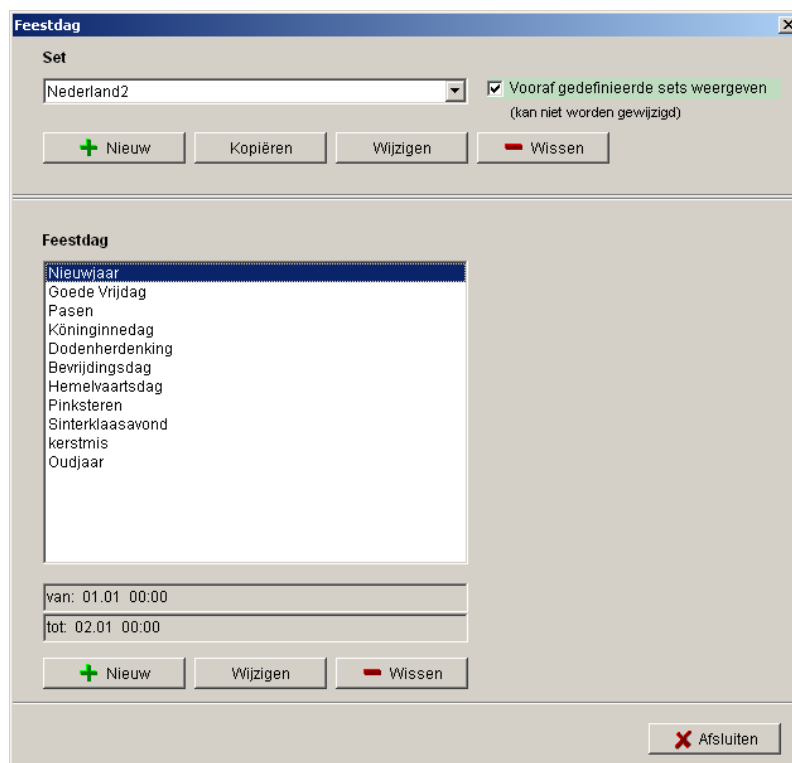 Feestdag
Set
Nederland2
Vooraf gedefinieerde sets weergeven
(kan niet worden gewijzigd)
Nieuw
Kopiëren
Wijzigen
Wissen
Feestdag
Nieuwjaar
Goede Vrijdag
Pasen
Köninginnedag
Dodenherdenking
Bevrijdingsdag
Hemelvaartsdag
Pinksteren
Sinterklaasavond
kerstmis
Oudjaar
van: 01.01 00:00
tot: 02.01 00:00
Nieuw
Wijzigen
Wissen
Afsluiten